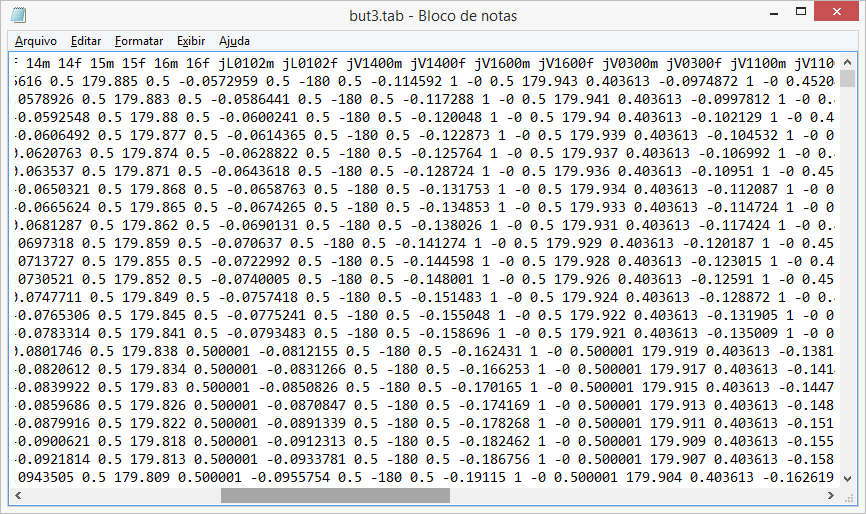 but3.tab - Bloco de notas
Arquivo Editar Formatar Exibir Ajuda
14m 14f 15m 15f 16m 16f jL0102m jL0102f jV1400m jV1400f jV1600m jV1600f jV0300m jV0300f jV1100m jV110
5616 0.5 179.885 0.5 -0.0572959 0.5 -180 0.5 -0.114592 1 -0 0.5 179.943 0.403613 -0.0974872 1 -0 0.4520
0578926 0.5 179.883 0.5 -0.0586441 0.5 -180 0.5 -0.117288 1 -0 0.5 179.941 0.403613 -0.0997812 1 -0 0.
-0.0592548 0.5 179.88 0.5 -0.0600241 0.5 -180 0.5 -0.120048 1 -0 0.5 179.94 0.403613 -0.102129 1 -0 0.4
-0.0606492 0.5 179.877 0.5 -0.0614365 0.5 -180 0.5 -0.122873 1 -0 0.5 179.939 0.403613 -0.104532 1 -0 0
0.0620763 0.5 179.874 0.5 -0.0628822 0.5 -180 0.5 -0.125764 1 -0 0.5 179.937 0.403613 -0.106992 1 -0 0.
0.063537 0.5 179.871 0.5 -0.0643618 0.5 -180 0.5 -0.128724 1 -0 0.5 179.936 0.403613 -0.10951 1 -0 0.45
-0.0650321 0.5 179.868 0.5 -0.0658763 0.5 -180 0.5 -0.131753 1 -0 0.5 179.934 0.403613 -0.112087 1 -0 0
-0.0665624 0.5 179.865 0.5 -0.0674265 0.5 -180 0.5 -0.134853 1 -0 0.5 179.933 0.403613 -0.114724 1 -0 0
0.0681287 0.5 179.862 0.5 -0.0690131 0.5 -180 0.5 -0.138026 1 -0 0.5 179.931 0.403613 -0.117424 1 -0 0.
0697318 0.5 179.859 0.5 -0.070637 0.5 -180 0.5 -0.141274 1 -0 0.5 179.929 0.403613 -0.120187 1 -0 0.45
0713727 0.5 179.855 0.5 -0.0722992 0.5 -180 0.5 -0.144598 1 -0 0.5 179.928 0.403613 -0.123015 1 -0 0.4
0730521 0.5 179.852 0.5 -0.0740005 0.5 -180 0.5 -0.148001 1 -0 0.5 179.926 0.403613 -0.12591 1 -0 0.45
0.0747711 0.5 179.849 0.5 -0.0757418 0.5 -180 0.5 -0.151483 1 -0 0.5 179.924 0.403613 -0.128872 1 -0 0.
-0.0765306 0.5 179.845 0.5 -0.0775241 0.5 -180 0.5 -0.155048 1 -0 0.5 179.922 0.403613 -0.131905 1 -0 0
-0.0783314 0.5 179.841 0.5 -0.0793483 0.5 -180 0.5 -0.158696 1 -0 0.5 179.921 0.403613 -0.135009 1 -0 0
0.0801746 0.5 179.838 0.500001 -0.0812155 0.5 -180 0.5 -0.162431 1 -0 0.500001 179.919 0.403613 -0.1381
-0.0820612 0.5 179.834 0.500001 -0.0831266 0.5 -180 0.5 -0.166253 1 -0 0.500001 179.917 0.403613 -0.141
-0.0839922 0.5 179.83 0.500001 -0.0850826 0.5 -180 0.5 -0.170165 1 -0 0.500001 179.915 0.403613 -0.1447
-0.0859686 0.5 179.826 0.500001 -0.0870847 0.5 -180 0.5 -0.174169 1 -0 0.500001 179.913 0.403613 -0.148
-0.0879916 0.5 179.822 0.500001 -0.0891339 0.5 -180 0.5 -0.178268 1 -0 0.500001 179.911 0.403613 -0.151
-0.0900621 0.5 179.818 0.500001 -0.0912313 0.5 -180 0.5 -0.182462 1 -0 0.500001 179.909 0.403613 -0.155
-0.0921814 0.5 179.813 0.500001 -0.0933781 0.5 -180 0.5 -0.186756 1 -0 0.500001 179.907 0.403613 -0.158
0943505 0.5 179.809 0.500001 -0.0955754 0.5 -180 0.5 -0.19115 1 -0 0.500001 179.904 0.403613 -0.162619